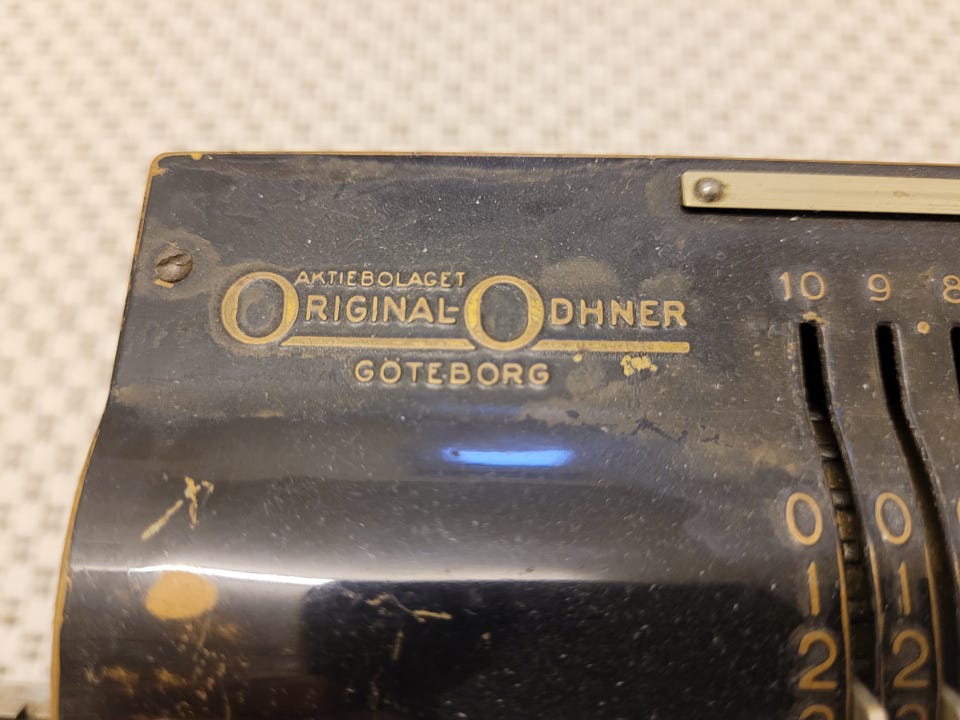 AKTIEBOLAGET
ORIGINAL-ODHNER
GÖTEBORG
10 9 8
0 0
1 1
2 2